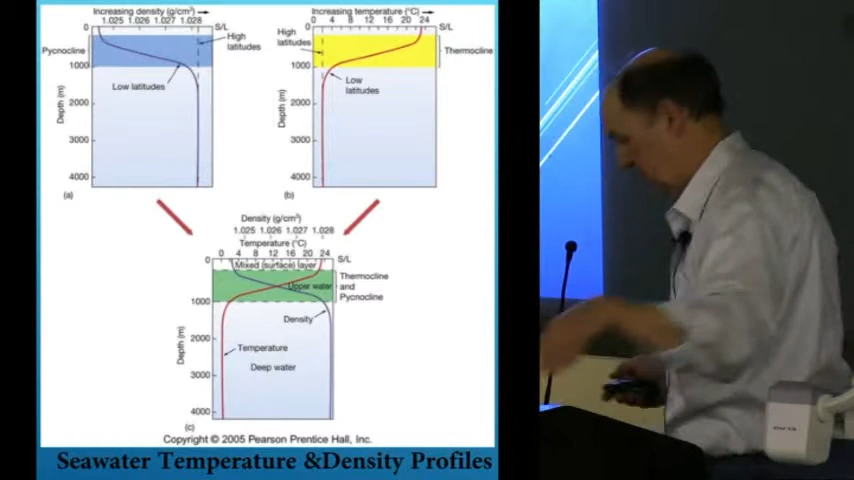 Increasing density (g/cm³)
1.025 1.026 1.027 1.028
0 S/L
High
latitudes
Pycnocline
1000
Low latitudes
2000
3000
4000
Depth (m)
(a)
Increasing temperature (°C)
0 4 8 12 16 20 24
0 S/L
High
latitudes
Thermocline
1000
Low
latitudes
2000
3000
4000
Depth (m)
(b)
Density (g/cm³)
1.025 1.026 1.027 1.028
Temperature (°C)
0 4 8 12 16 20 24
0 S/L
Mixed (surface) layer
Thermocline
and
Pycnocline
Upper water
1000
Density
2000
Temperature
Deep water
3000
4000
Depth (m)
(c)
Copyright © 2005 Pearson Prentice Hall, Inc.
Seawater Temperature &Density Profiles